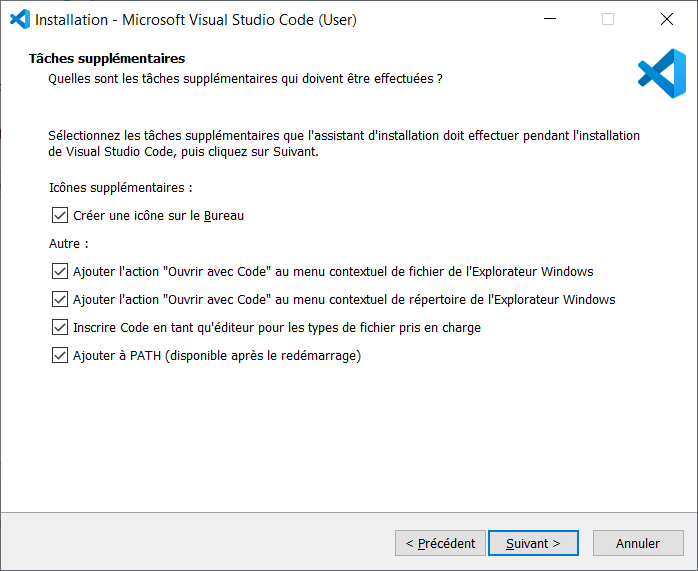 Installation - Microsoft Visual Studio Code (User)
Tâches supplémentaires
Quelles sont les tâches supplémentaires qui doivent être effectuées ?
Sélectionnez les tâches supplémentaires que l'assistant d'installation doit effectuer pendant l'installation
de Visual Studio Code, puis cliquez sur Suivant.
Icônes supplémentaires :
Créer une icône sur le Bureau
Autre :
Ajouter l'action "Ouvrir avec Code" au menu contextuel de fichier de l'Explorateur Windows
Ajouter l'action "Ouvrir avec Code" au menu contextuel de répertoire de l'Explorateur Windows
Inscrire Code en tant qu'éditeur pour les types de fichier pris en charge
Ajouter à PATH (disponible après le redémarrage)
< Précédent
Suivant >
Annuler